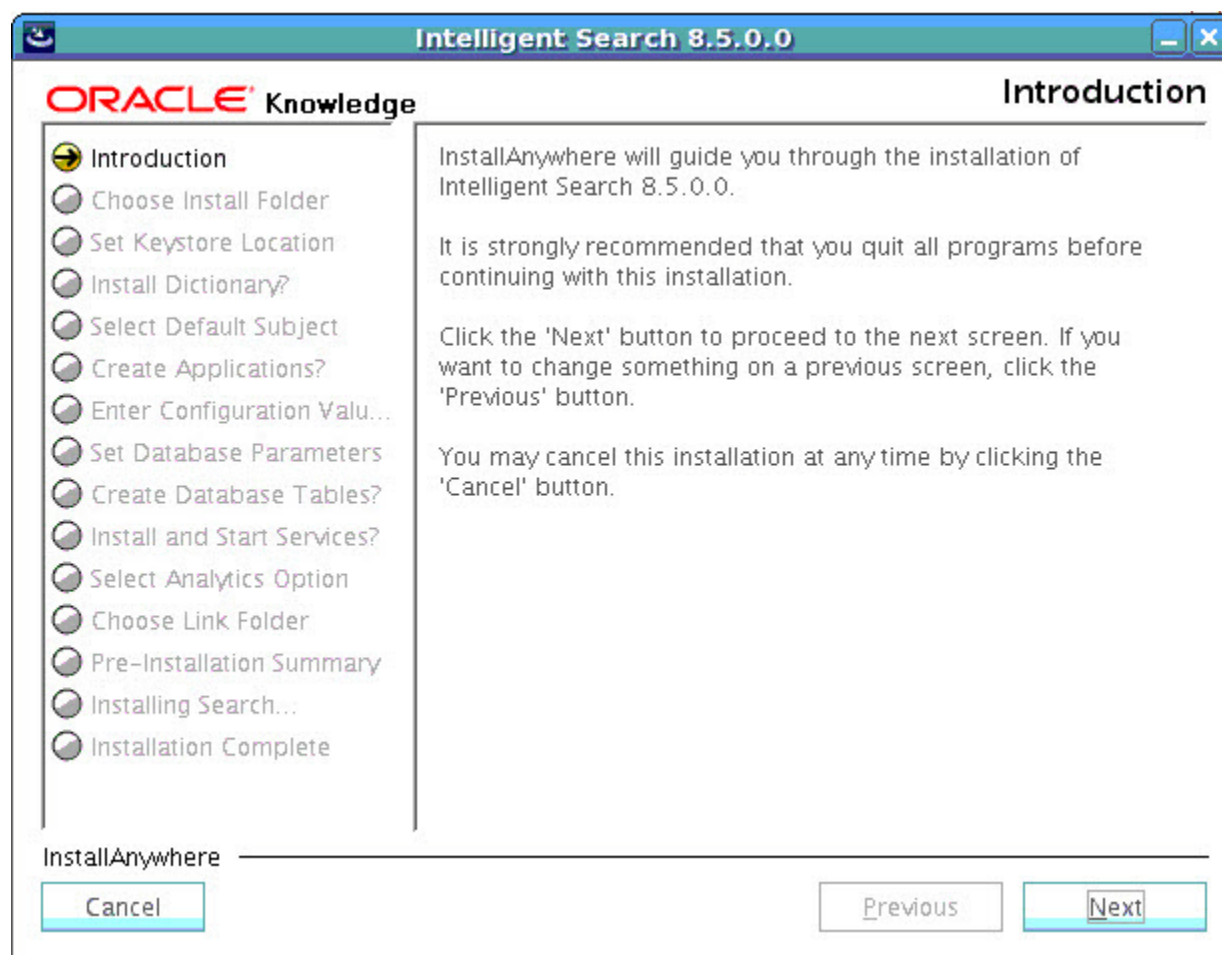 Intelligent Search 8.5.0.0
ORACLE Knowledge
Introduction
Introduction
Choose Install Folder
Set Keystore Location
Install Dictionary?
Select Default Subject
Create Applications?
Enter Configuration Valu...
Set Database Parameters
Create Database Tables?
Install and Start Services?
Select Analytics Option
Choose Link Folder
Pre-Installation Summary
Installing Search...
Installation Complete
InstallAnywhere will guide you through the installation of
Intelligent Search 8.5.0.0.
It is strongly recommended that you quit all programs before
continuing with this installation.
Click the 'Next' button to proceed to the next screen. If you
want to change something on a previous screen, click the
'Previous' button.
You may cancel this installation at any time by clicking the
'Cancel' button.
InstallAnywhere
Cancel
Previous
Next